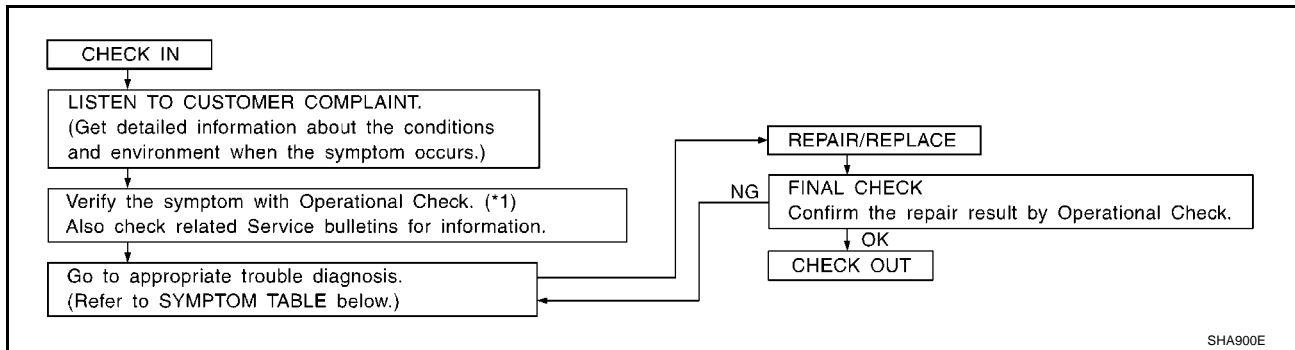 CHECK IN
LISTEN TO CUSTOMER COMPLAINT.
(Get detailed information about the conditions
and environment when the symptom occurs.)
Verify the symptom with Operational Check. (*1)
Also check related Service bulletins for information.
Go to appropriate trouble diagnosis.
(Refer to SYMPTOM TABLE below.)
REPAIR/REPLACE
NG
FINAL CHECK
Confirm the repair result by Operational Check.
OK
CHECK OUT
SHA900E